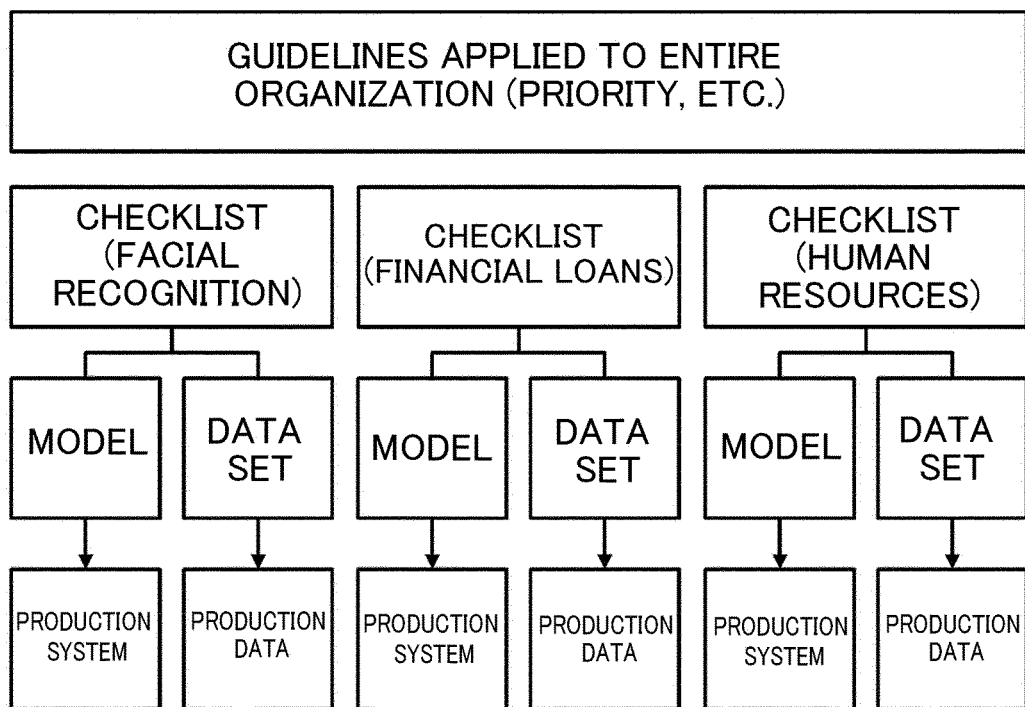 GUIDELINES APPLIED TO ENTIRE
ORGANIZATION (PRIORITY, ETC.)
CHECKLIST
(FACIAL
RECOGNITION)
CHECKLIST
(FINANCIAL LOANS)
CHECKLIST
(HUMAN
RESOURCES)
MODEL
DATA
SET
MODEL
DATA
SET
MODEL
DATA
SET
PRODUCTION
SYSTEM
PRODUCTION
DATA
PRODUCTION
SYSTEM
PRODUCTION
DATA
PRODUCTION
SYSTEM
PRODUCTION
DATA